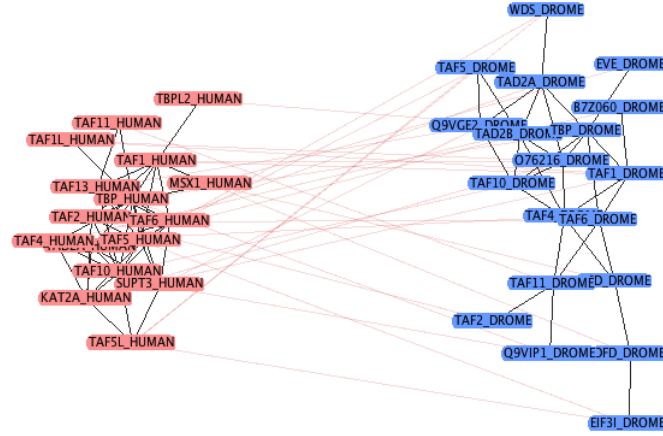 WDS_DROME
TAF5_DROME
EVE_DROME
TAD2A_DROME
TBPL2_HUMAN
B7Z060_DROME
TAF11_HUMAN
Q9VGE2_DROME
TBP_DROME
TAD2B_DROME
TAF1L_HUMAN
TAF1_HUMAN
O76216_DROME
TAF1_DROME
MSX1_HUMAN
TAF10_DROME
TAF13_HUMAN
TBP_HUMAN
TAF2_HUMAN
TAF6_HUMAN
TAF4
TAF6_DROME
TAF4_HUMAN
TAF5_HUMAN
TAF10_HUMAN
SUPT3_HUMAN
TAF11_DROME
KAT2A_HUMAN
TAF2_DROME
TAF5L_HUMAN
Q9VIP1_DROME
EIF3I_DROME